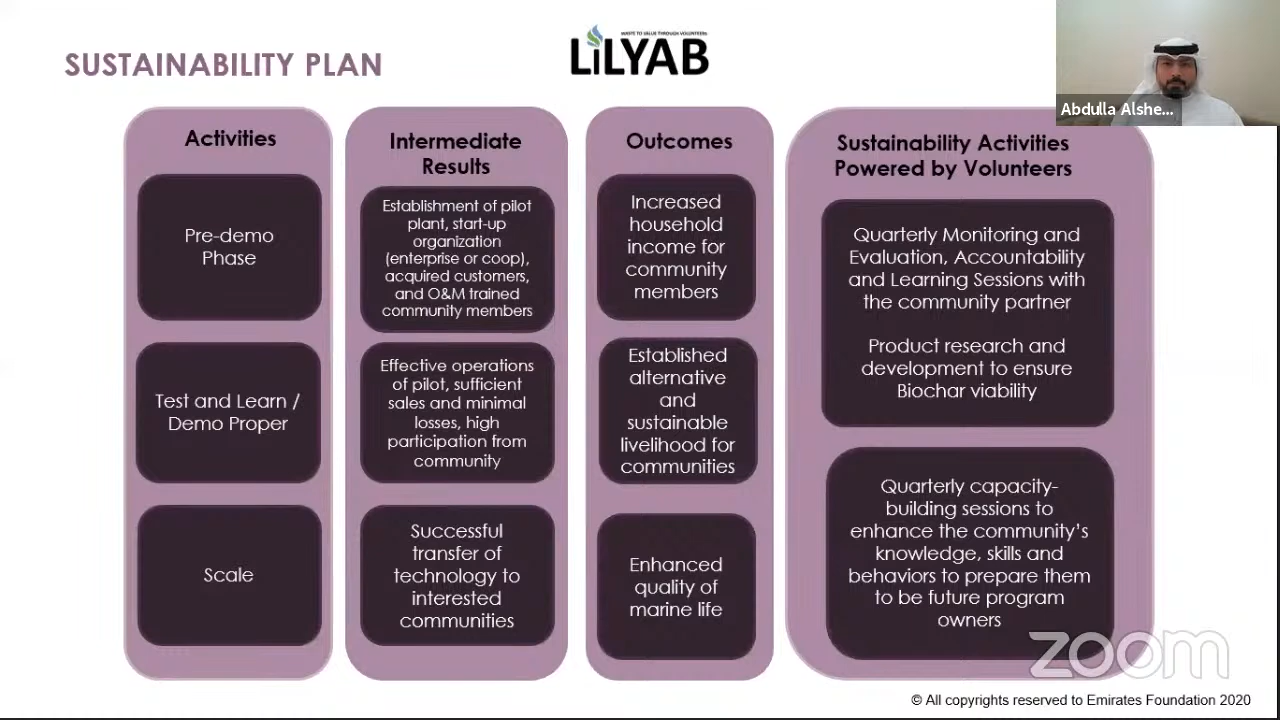 SUSTAINABILITY PLAN
WASTE TO VALUE THROUGH VOLUNTEERS
LiLYAB
Abdulla Alshe...
Activities
Pre-demo
Phase
Test and Learn /
Demo Proper
Scale
Intermediate
Results
Establishment of pilot
plant, start-up
organization
(enterprise or coop),
acquired customers,
and O&M trained
community members
Effective operations
of pilot, sufficient
sales and minimal
losses, high
participation from
community
Successful
transfer of
technology to
interested
communities
Outcomes
Increased
household
income for
community
members
Established
alternative
and
sustainable
livelihood for
communities
Enhanced
quality of
marine life
Sustainability Activities
Powered by Volunteers
Quarterly Monitoring and
Evaluation, Accountability
and Learning Sessions with
the community partner
Product research and
development to ensure
Biochar viability
Quarterly capacity-
building sessions to
enhance the community's
knowledge, skills and
behaviors to prepare them
to be future program
owners
zoom
© All copyrights reserved to Emirates Foundation 2020